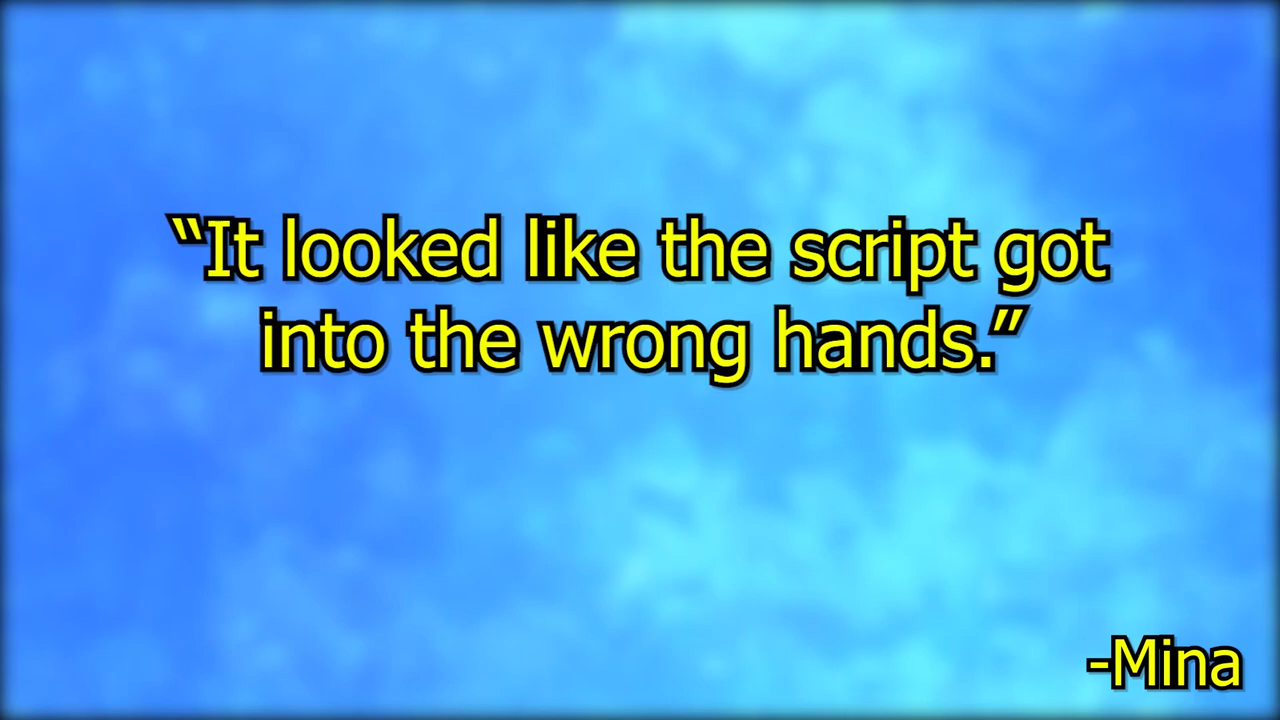 “It looked like the script got
into the wrong hands.”
-Mina